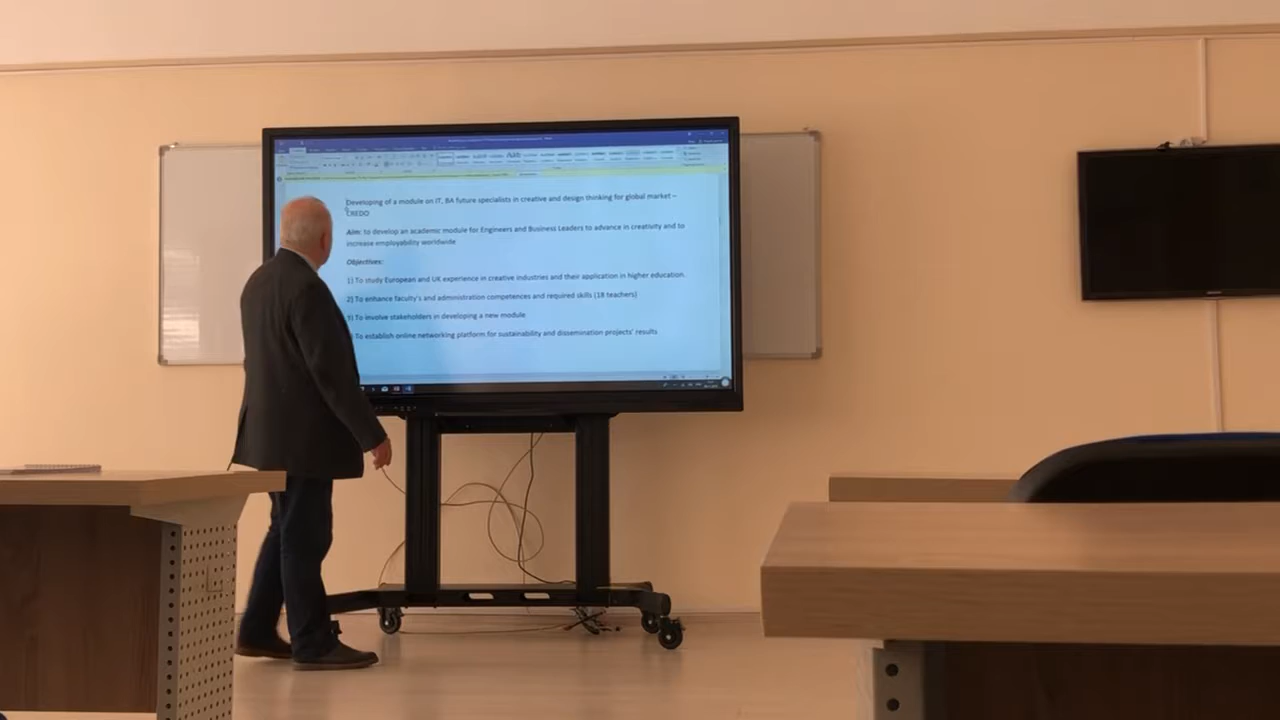 Developing of a module on IT, BA future specialists in creative and design thinking for global market –
CREDO
Aim: to develop an academic module for Engineers and Business Leaders to advance in creativity and to
increase employability worldwide
Objectives:
1) To study European and UK experience in creative industries and their application in higher education.
2) To enhance faculty's and administration competences and required skills (18 teachers)
3) To involve stakeholders in developing a new module
) To establish online networking platform for sustainability and dissemination projects' results